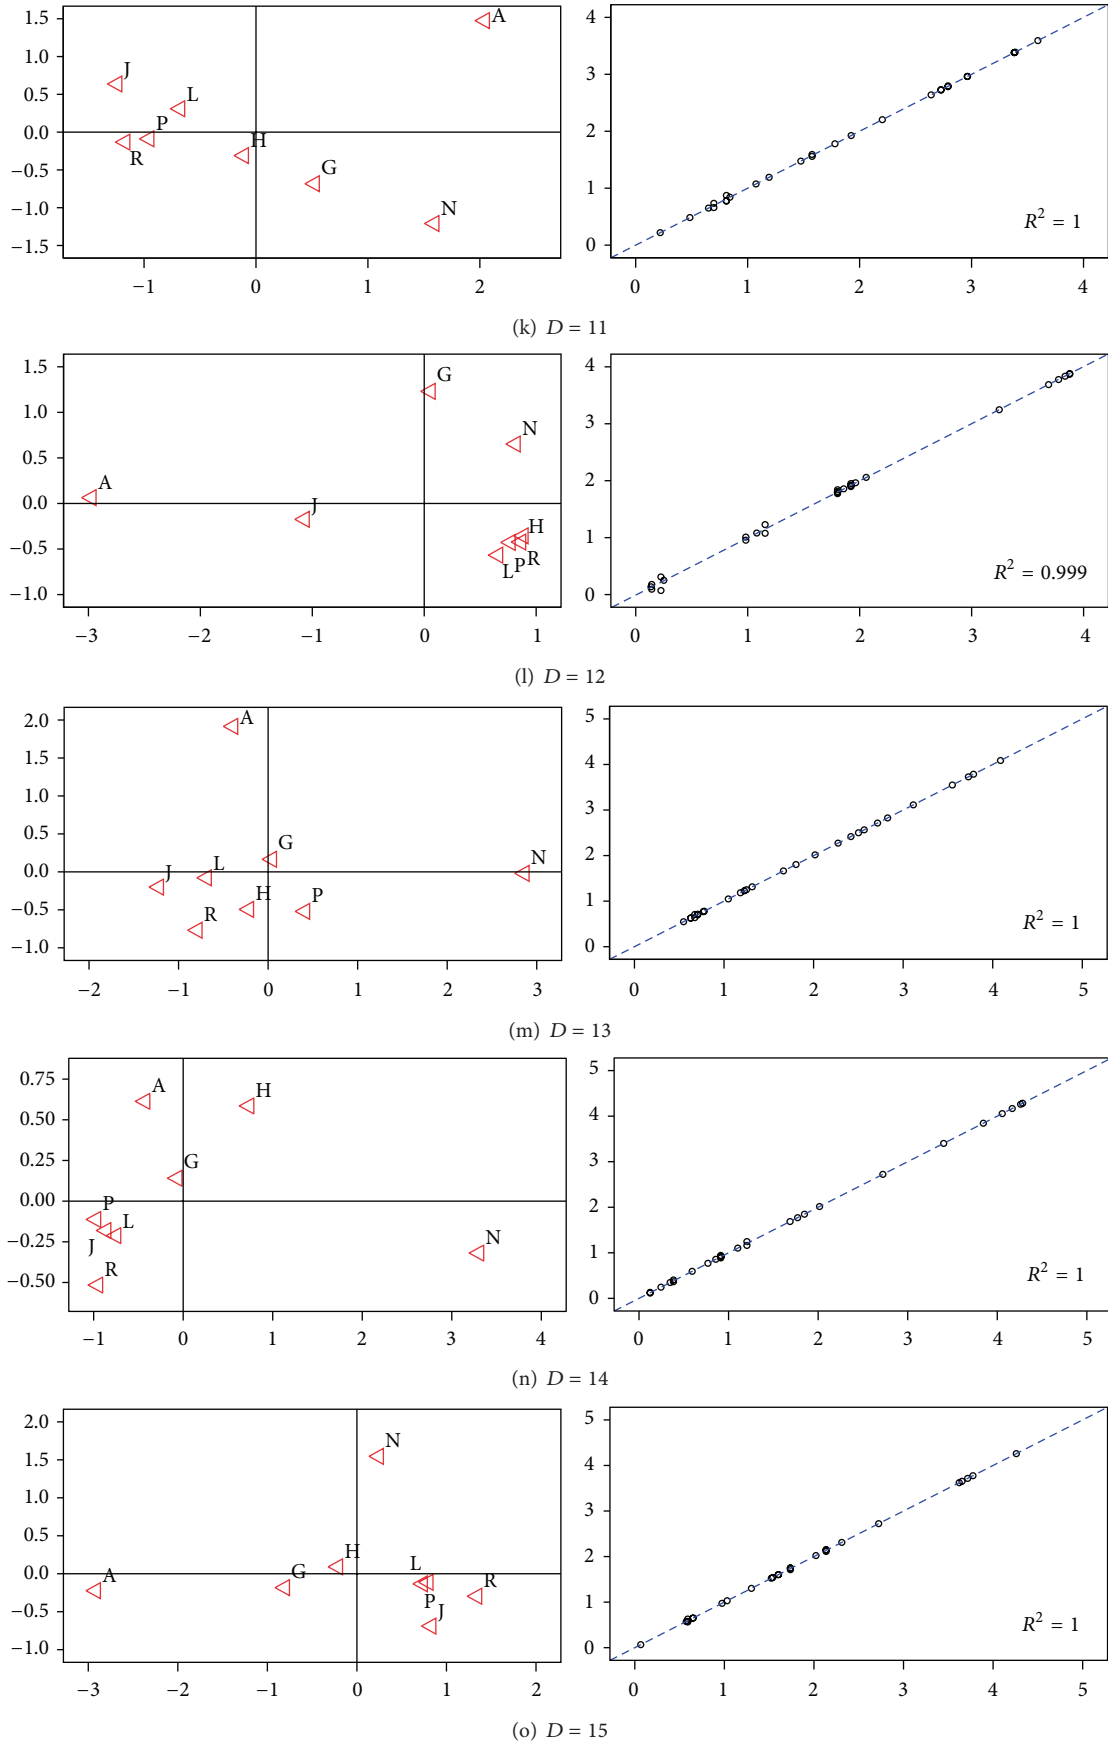 1.5
1.0
0.5
0.0
−0.5
−1.0
−1.5
A
J
L
P
R
H
G
N
−1 0 1 2
4
3
2
1
0
R² = 1
0 1 2 3 4
(k) D = 11
1.5
1.0
0.5
0.0
−0.5
−1.0
G
N
A
J
H
L P R
−3 −2 −1 0 1
4
3
2
1
0
R² = 0.999
0 1 2 3 4
(l) D = 12
2.0
1.5
1.0
0.5
0.0
−0.5
−1.0
A
G
J
L
N
H
P
R
−2 −1 0 1 2 3
5
4
3
2
1
0
R² = 1
0 1 2 3 4 5
(m) D = 13
0.75
0.50
0.25
0.00
−0.25
−0.50
A
H
G
P
L
J
N
R
−1 0 1 2 3 4
5
4
3
2
1
0
R² = 1
0 1 2 3 4 5
(n) D = 14
2.0
1.5
1.0
0.5
0.0
−0.5
−1.0
N
H
G
L
A
R
P
J
−3 −2 −1 0 1 2
5
4
3
2
1
0
R² = 1
0 1 2 3 4 5
(o) D = 15